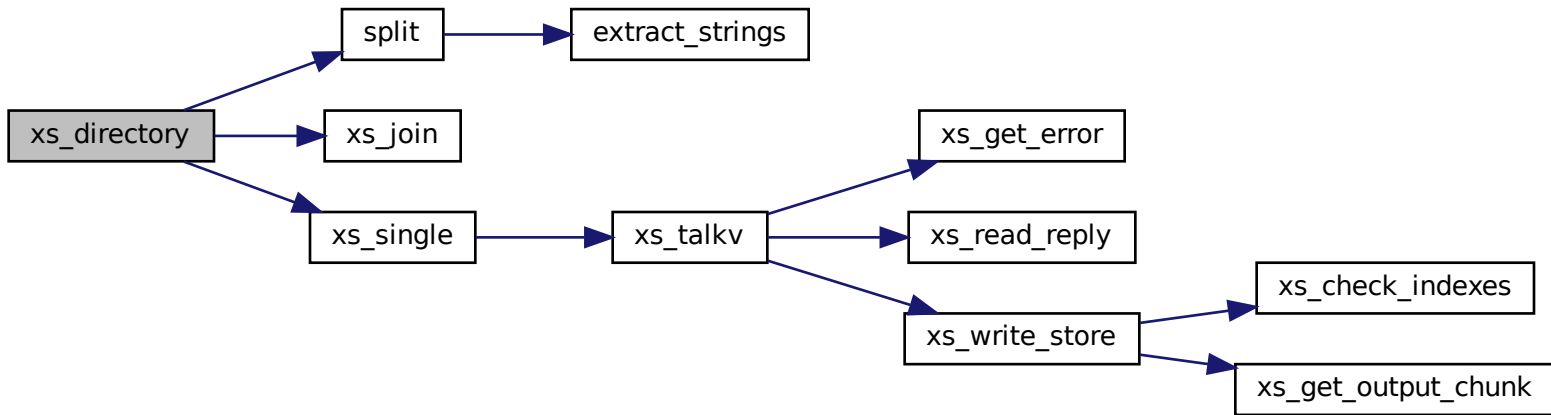 split
extract_strings
xs_directory
xs_join
xs_get_error
xs_single
xs_talkv
xs_read_reply
xs_check_indexes
xs_write_store
xs_get_output_chunk